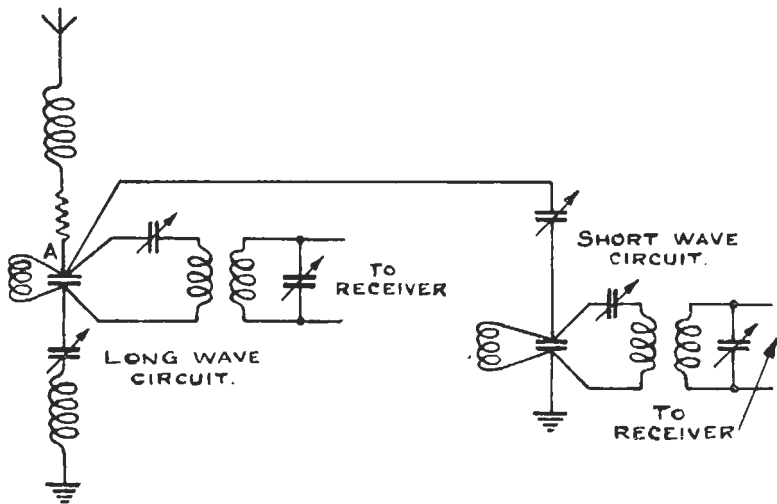 A
TO
RECEIVER
LONG WAVE
CIRCUIT.
SHORT WAVE
CIRCUIT.
TO
RECEIVER